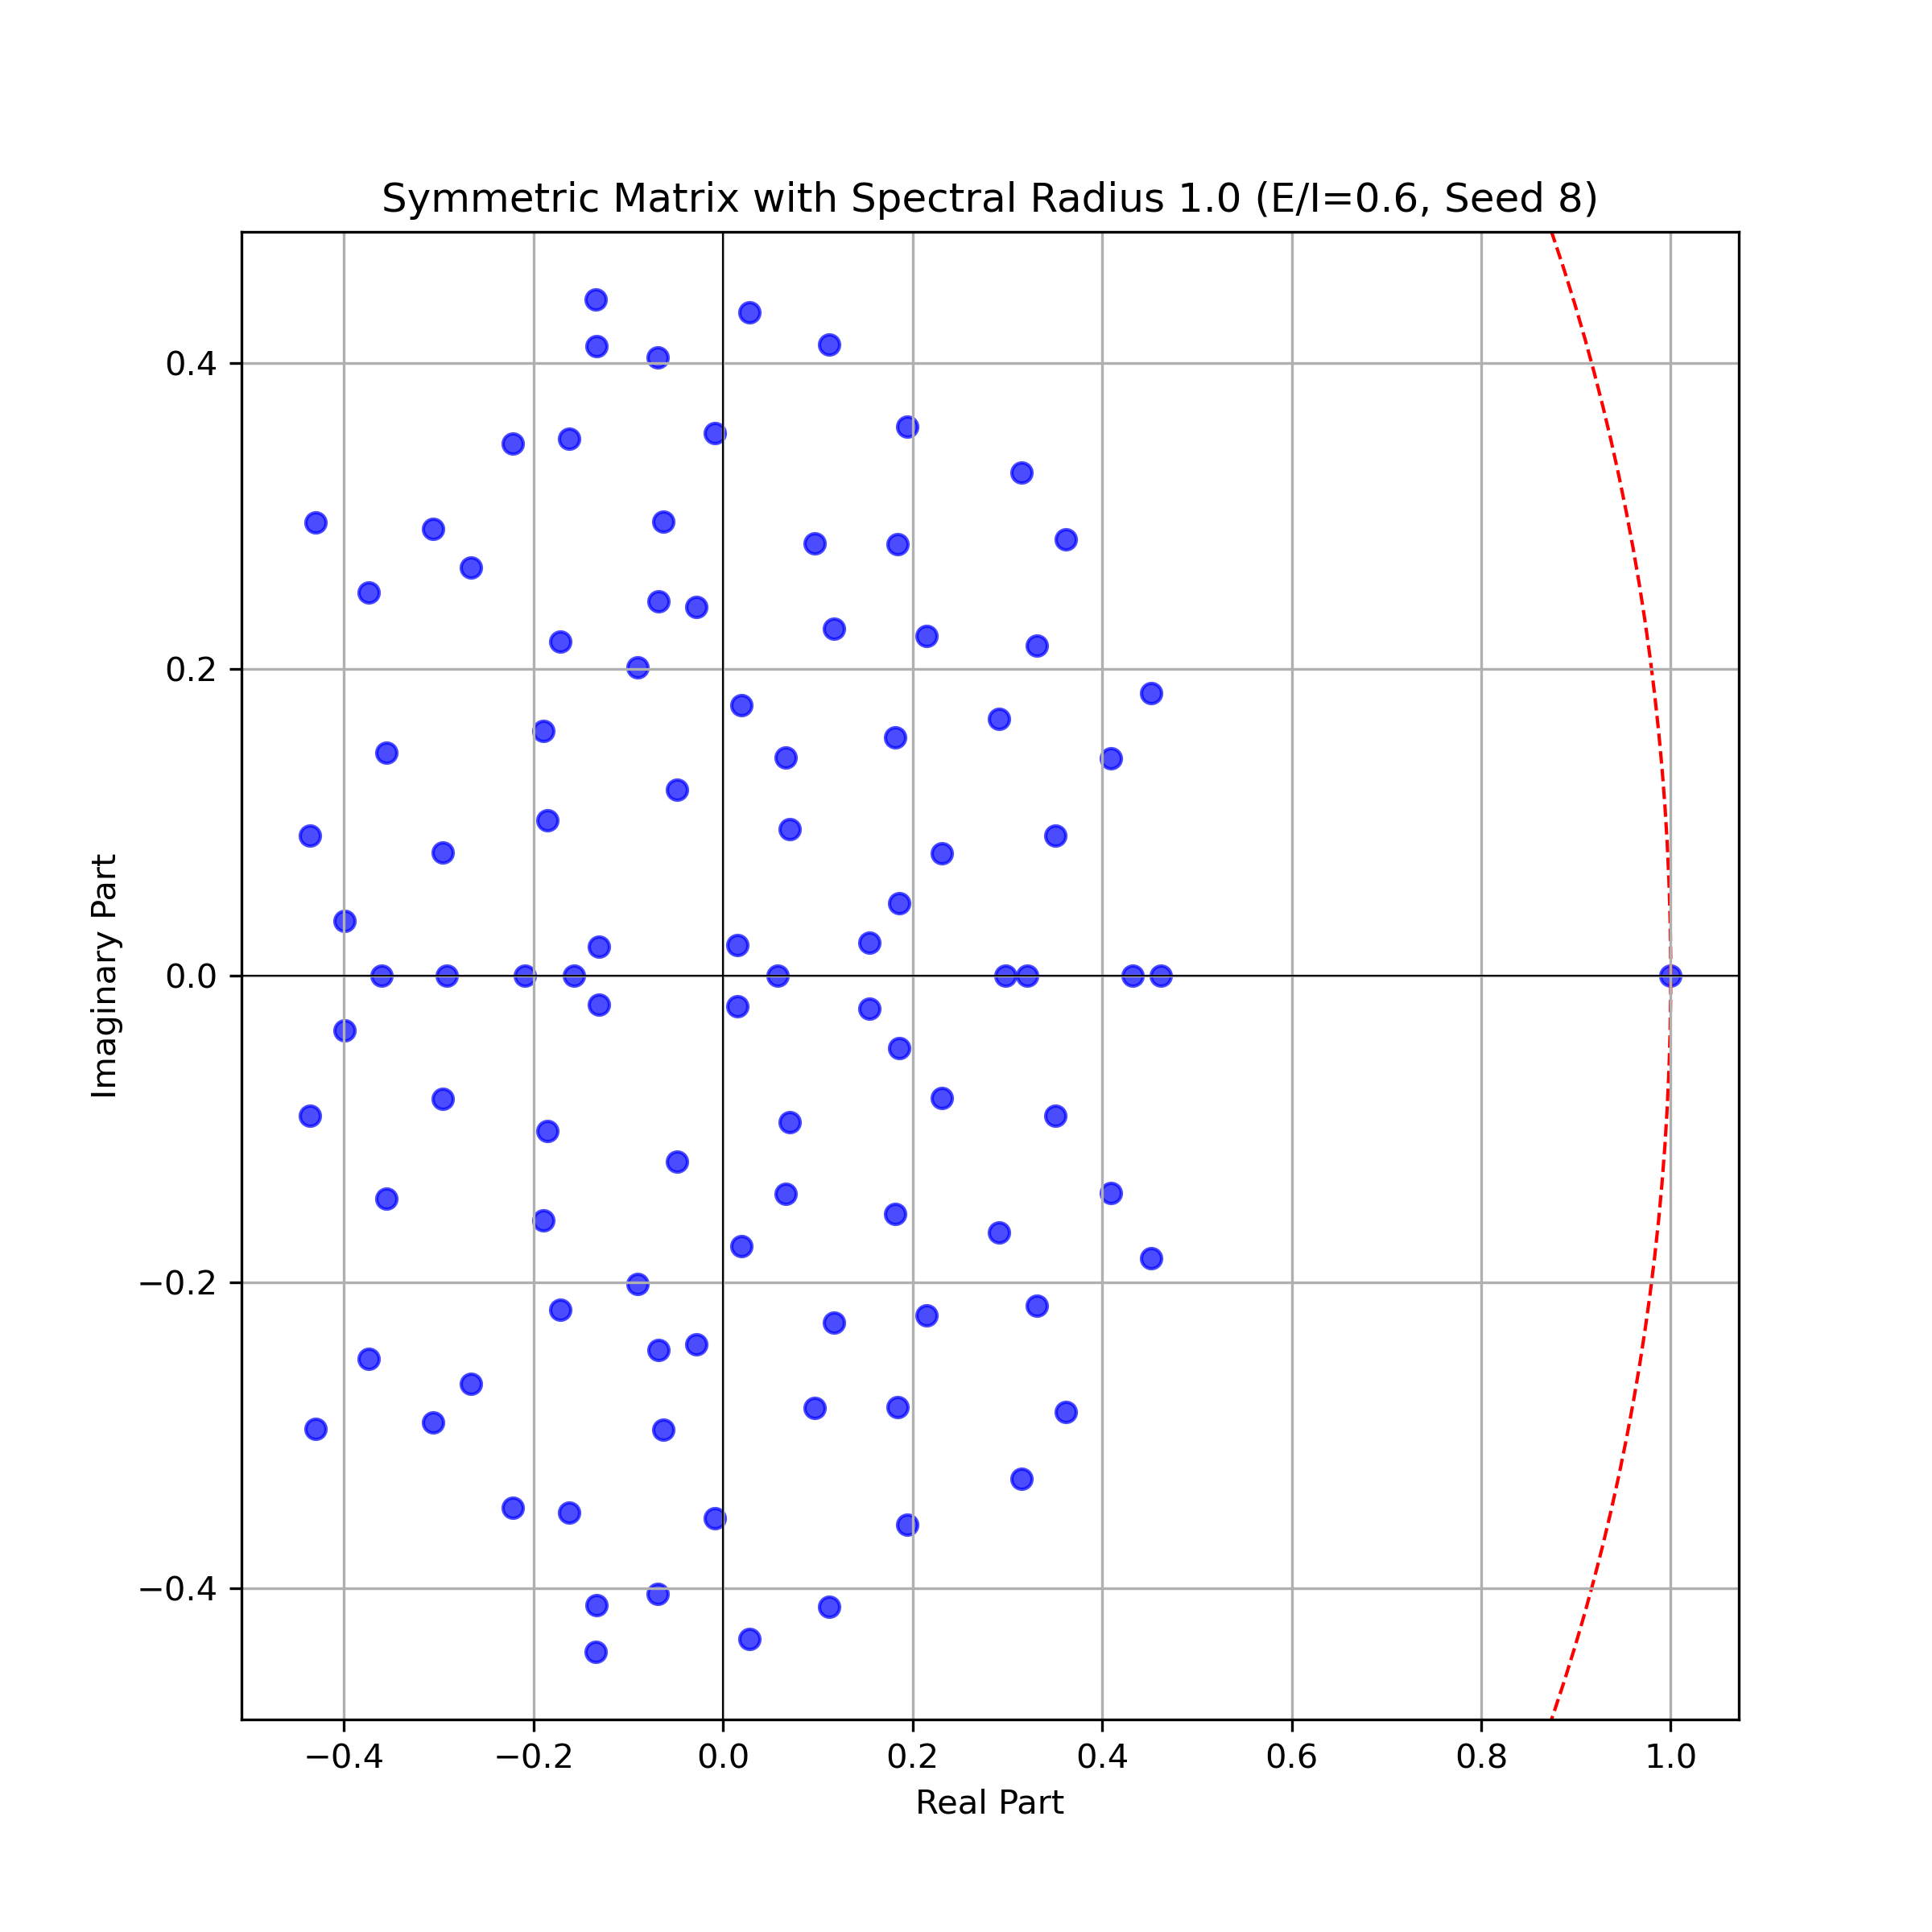 Symmetric Matrix with Spectral Radius 1.0 (E/I=0.6, Seed 8)
Imaginary Part
0.4
0.2
0.0
−0.2
−0.4
−0.4 −0.2 0.0 0.2 0.4 0.6 0.8 1.0
Real Part